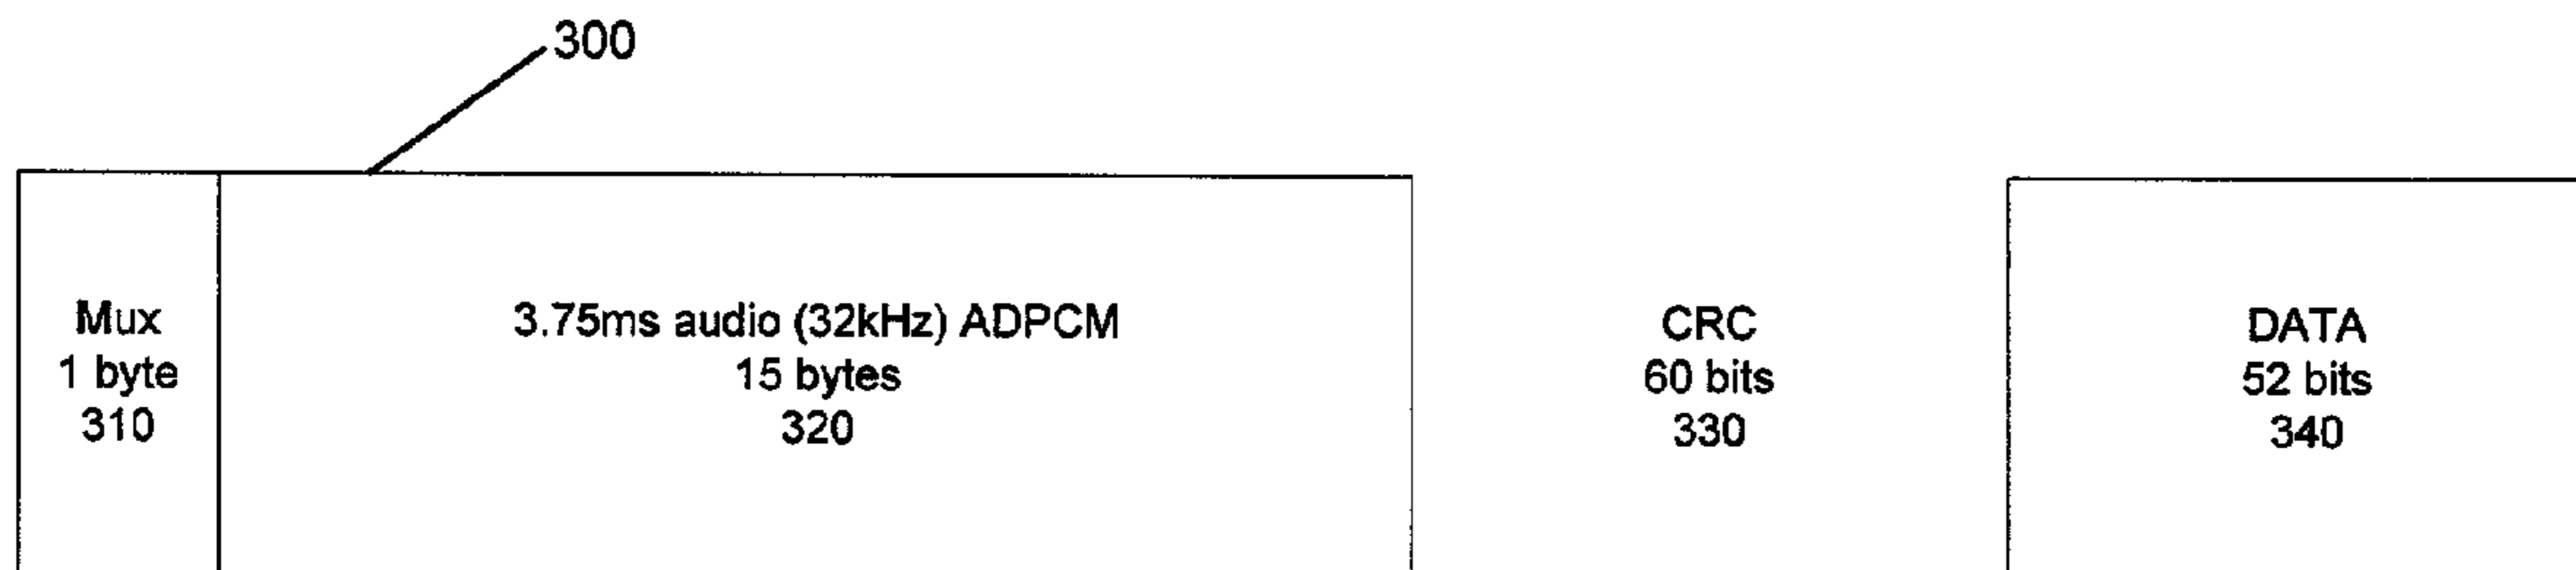 300
Mux
1 byte
310
3.75ms audio (32kHz) ADPCM
15 bytes
320
CRC
60 bits
330
DATA
52 bits
340